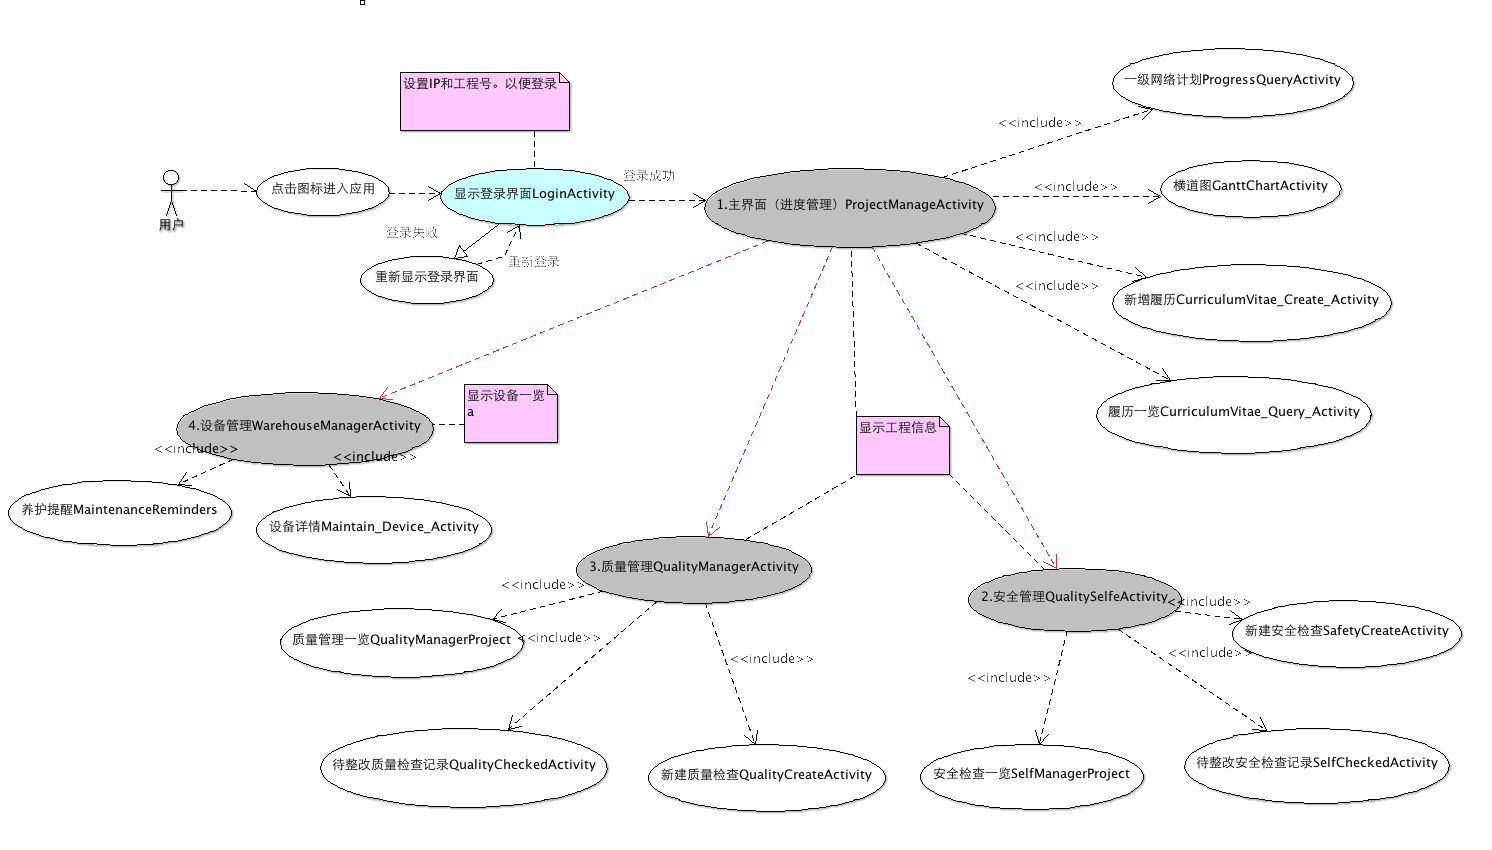 一级网络计划ProgressQueryActivity
设置IP和工程号。以便登录
<<include>>
登录成功
横道图GanttChartActivity
<<include>>
点击图标进入应用
显示登录界面LoginActivity
1.主界面（进度管理）ProjectManageActivity
用户
登录失败
<<include>>
重新登录
重新显示登录界面
<<include>>
新增履历CurriculumVitae_Create_Activity
显示设备一览
a
履历一览CurriculumVitae_Query_Activity
4.设备管理WarehouseManagerActivity
显示工程信息
<<include>>
<<include>>
养护提醒MaintenanceReminders
设备详情Maintain_Device_Activity
3.质量管理QualityManagerActivity
<<include>>
2.安全管理QualitySelfeActivity
<<include>>
质量管理一览QualityManagerProject
<<include>>
新建安全检查SafetyCreateActivity
<<include>>
<<include>>
<<include>>
待整改质量检查记录QualityCheckedActivity
新建质量检查QualityCreateActivity
安全检查一览SelfManagerProject
待整改安全检查记录SelfCheckedActivity